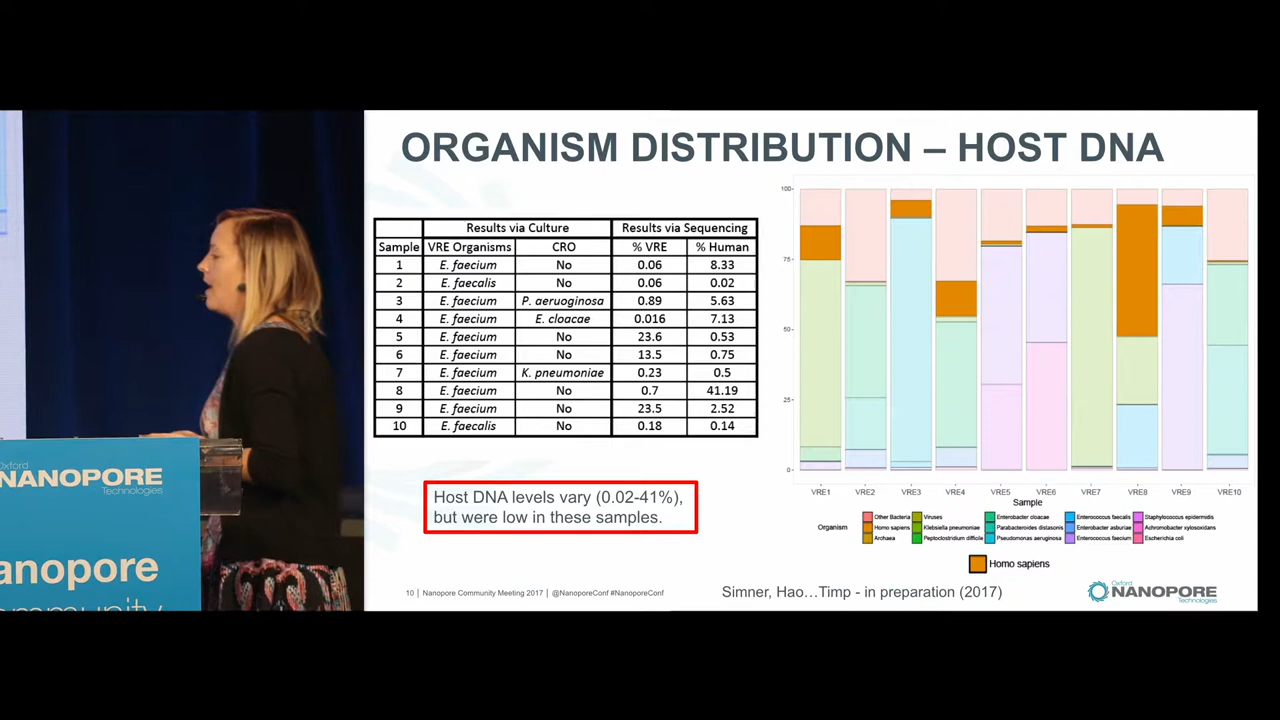 ORGANISM DISTRIBUTION – HOST DNA
Results via Culture Results via Sequencing
Sample VRE Organisms CRO % VRE % Human
1 E. faecium No 0.06 8.33
2 E. faecalis No 0.06 0.02
3 E. faecium P. aeruoginosa 0.89 5.63
4 E. faecium E. cloacae 0.016 7.13
5 E. faecium No 23.6 0.53
6 E. faecium No 13.5 0.75
7 E. faecium K. pneumoniae 0.23 0.5
8 E. faecium No 0.7 41.19
9 E. faecium No 23.5 2.52
10 E. faecalis No 0.18 0.14
Host DNA levels vary (0.02-41%),
but were low in these samples.
100
75
50
25
0
VRE1 VRE2 VRE3 VRE4 VRE5 VRE6 VRE7 VRE8 VRE9 VRE10
Sample
Organism
Other Bacteria Viruses Enterobacter cloacae Enterococcus faecalis Staphylococcus epidermidis
Homo sapiens Klebsiella pneumoniae Parabacteroides distasonis Enterobacter asburiae Achromobacter xylosoxidans
Archaea Peptoclostridium difficile Pseudomonas aeruginosa Enterococcus faecium Escherichia coli
Homo sapiens
10 | Nanopore Community Meeting 2017 | @NanoporeConf #NanoporeConf
Simner, Hao…Timp - in preparation (2017)
Oxford
NANOPORE
Technologies
Oxford
NANOPORE
Technologies
anopore
ommunity